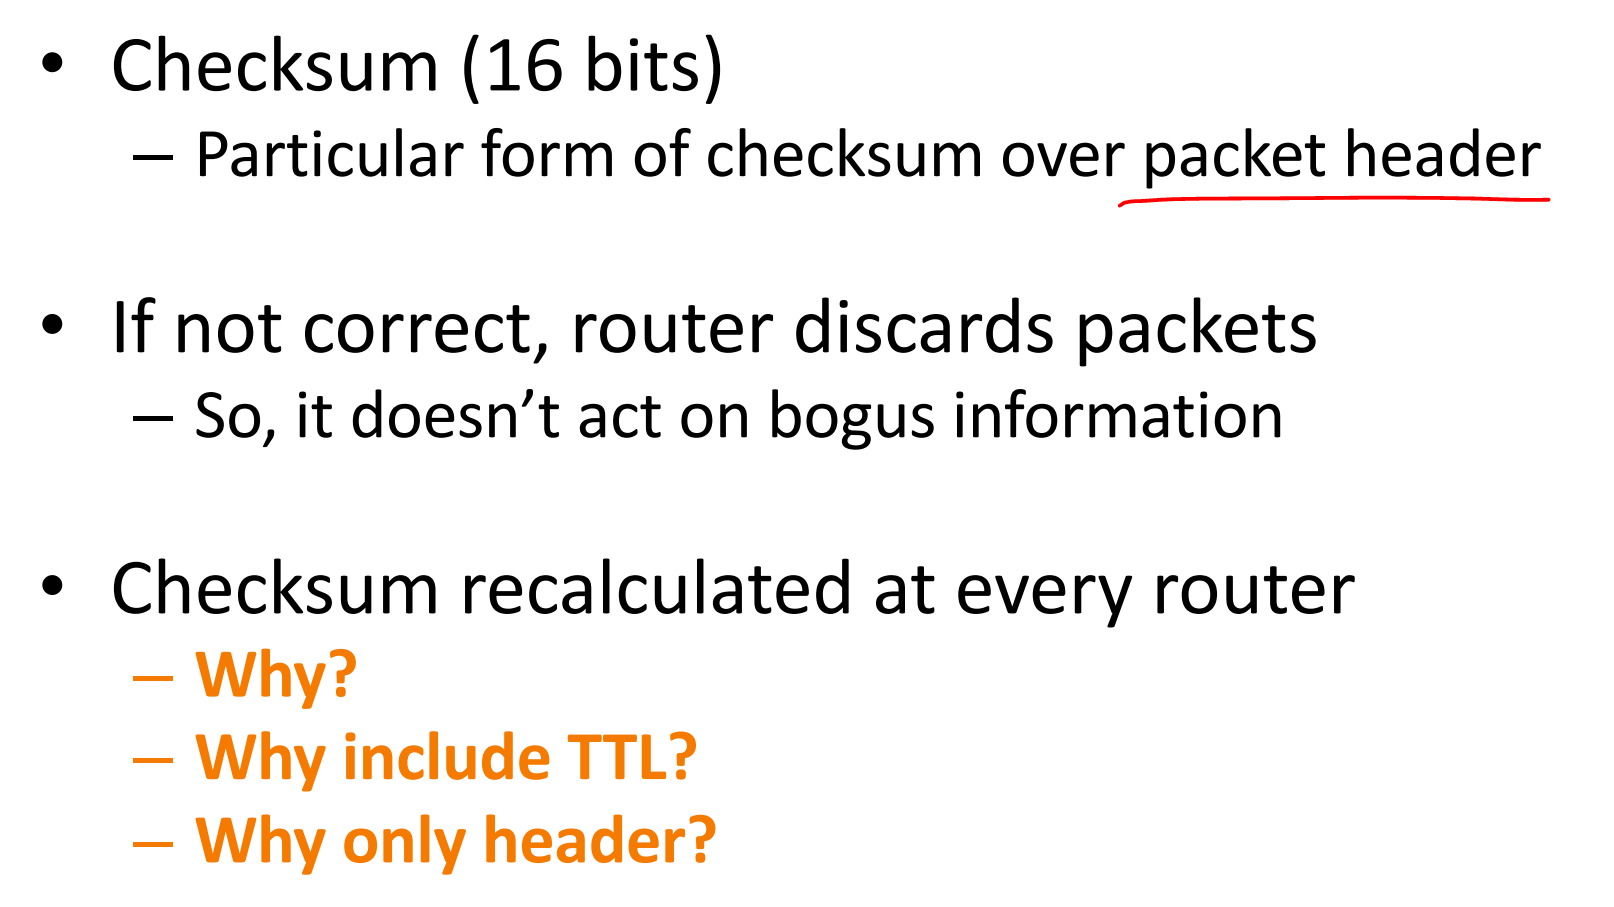 • Checksum (16 bits)
– Particular form of checksum over packet header
• If not correct, router discards packets
– So, it doesn’t act on bogus information
• Checksum recalculated at every router
– Why?
– Why include TTL?
– Why only header?